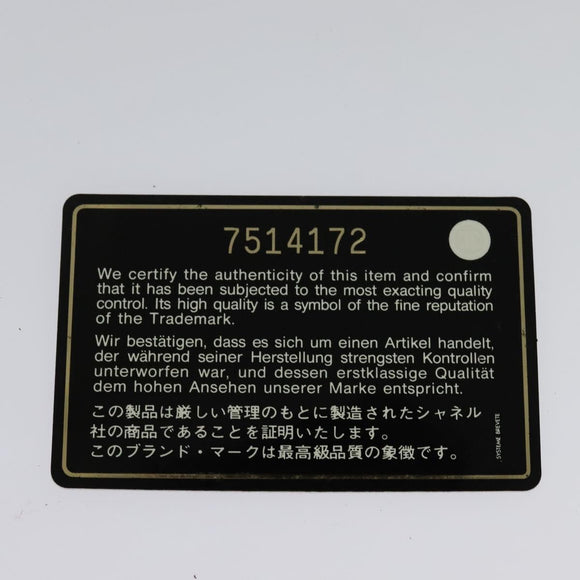 7514172
We certify the authenticity of this item and confirm
that it has been subjected to the most exacting quality
control. Its high quality is a symbol of the fine reputation
of the Trademark.
Wir bestätigen, dass es sich um einen Artikel handelt,
der während seiner Herstellung strengsten Kontrollen
unterworfen war, und dessen erstklassige Qualität
dem hohen Ansehen unserer Marke entspricht.
この製品は厳しい管理のもとに製造されたシャネル
社の商品であることを証明いたします。
このブランド・マークは最高級品質の象徴です。
SYSTEME BREVETE